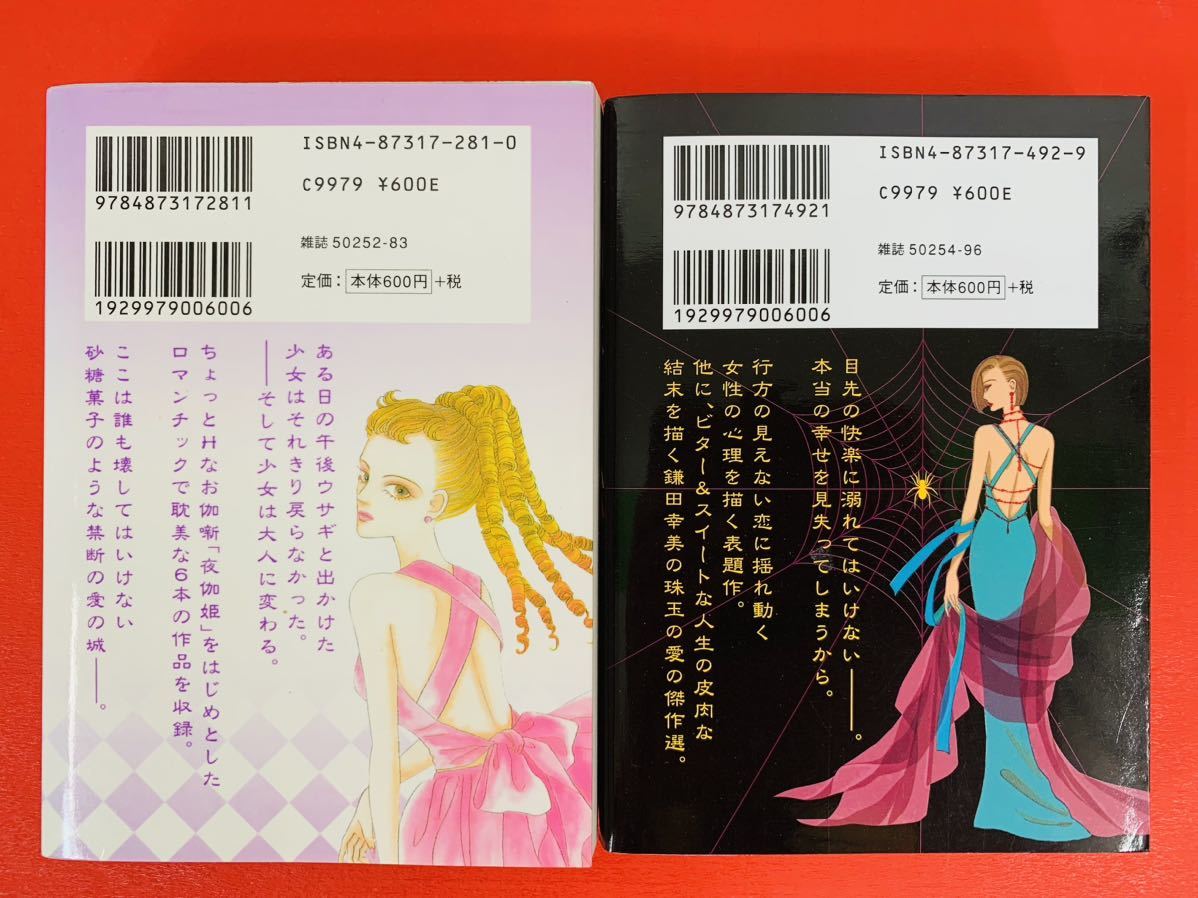 ISBN4-87317-281-0
C9979 ¥600E
9784873172811
雑誌 50252-83
定価：本体600円+税
1929979006006
ある日の午後ウサギと出かけた
少女はそれきり戻らなかった。
――そして少女は大人に変わる。
ちょっとHなお伽噺「夜伽姫」をはじめとした
ロマンチックで耽美な6本の作品を収録。
ここは誰も壊してはいけない
砂糖菓子のような禁断の愛の城――。
ISBN4-87317-492-9
C9979 ¥600E
9784873174921
雑誌 50254-96
定価：本体600円+税
1929979006006
目先の快楽に溺れてはいけない――。
本当の幸せを見失ってしまうから。
行方の見えない恋に揺れ動く
女性の心理を描く表題作。
他に、ビター&スイートな人生の皮肉な
結末を描く鎌田幸美の珠玉の愛の傑作選。